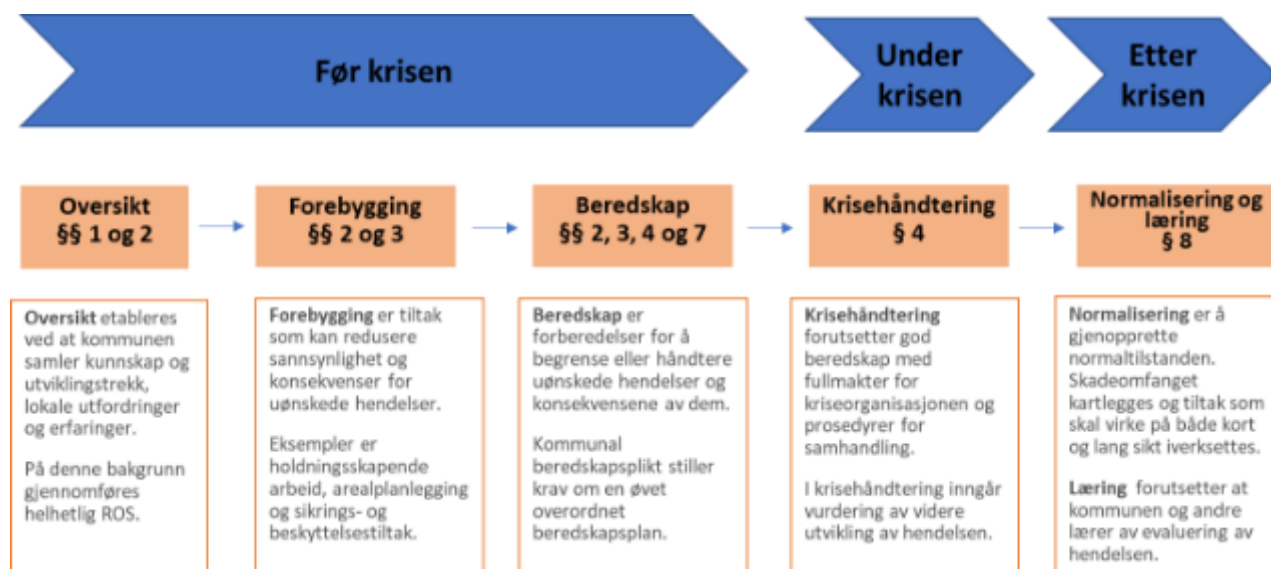 Før krisen
Under
krisen
Etter
krisen
Oversikt
§§ 1 og 2
Forebygging
§§ 2 og 3
Beredskap
§§ 2, 3, 4 og 7
Krisehåndtering
§ 4
Normalisering og
læring
§ 8
Oversikt etableres
ved at kommunen
samler kunnskap og
utviklingstrekk,
lokale utfordringer
og erfaringer.
På denne bakgrunn
gjennomføres
helhetlig ROS.
Forebygging er tiltak
som kan redusere
sannsynlighet og
konsekvenser for
uønskede hendelser.
Eksempler er
holdningsskapende
arbeid, arealplanlegging
og sikrings- og
beskyttelsestiltak.
Beredskap er
forberedelser for å
begrense eller håndtere
uønskede hendelser og
konsekvensene av dem.
Kommunal
beredskapsplikt stiller
krav om en øvet
overordnet
beredskapsplan.
Krisehåndtering
forutsetter god
beredskap med
fullmakter for
kriseorganisasjonen og
prosedyrer for
samhandling.
I krisehåndtering inngår
vurdering av videre
utvikling av hendelsen.
Normalisering er å
gjenopprette
normaltilstanden.
Skadeomfanget
kartlegges og tiltak som
skal virke på både kort
og lang sikt iverksettes.
Læring forutsetter at
kommunen og andre
lærer av evaluering av
hendelsen.